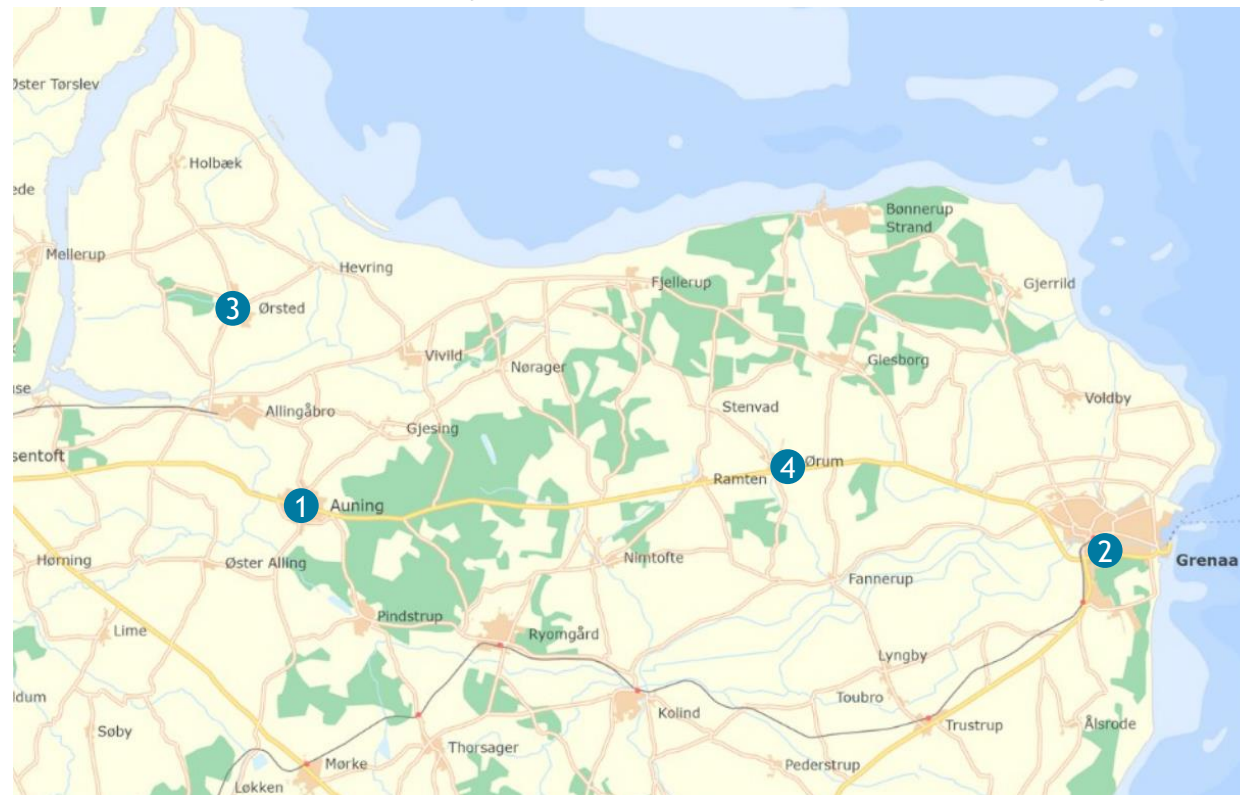 Øster Tørslev
Holbæk
ede
Mellerup
Hevring
Bønnerup
Strand
Gjerrild
Fjellerup
3
Ørsted
Vivild
Nørager
Glesborg
use
Allingåbro
Gjesing
Stenvad
Voldby
sentoft
4
Ørum
Ramten
1
Auning
2
Grenaa
Hørning
Øster Alling
Nimtofte
Fannerup
Pindstrup
Lime
Ryomgård
Lyngby
ldum
Toubro
Søby
Kolind
Trustrup
Ålsrode
Thorsager
Mørke
Pederstrup
Løkken